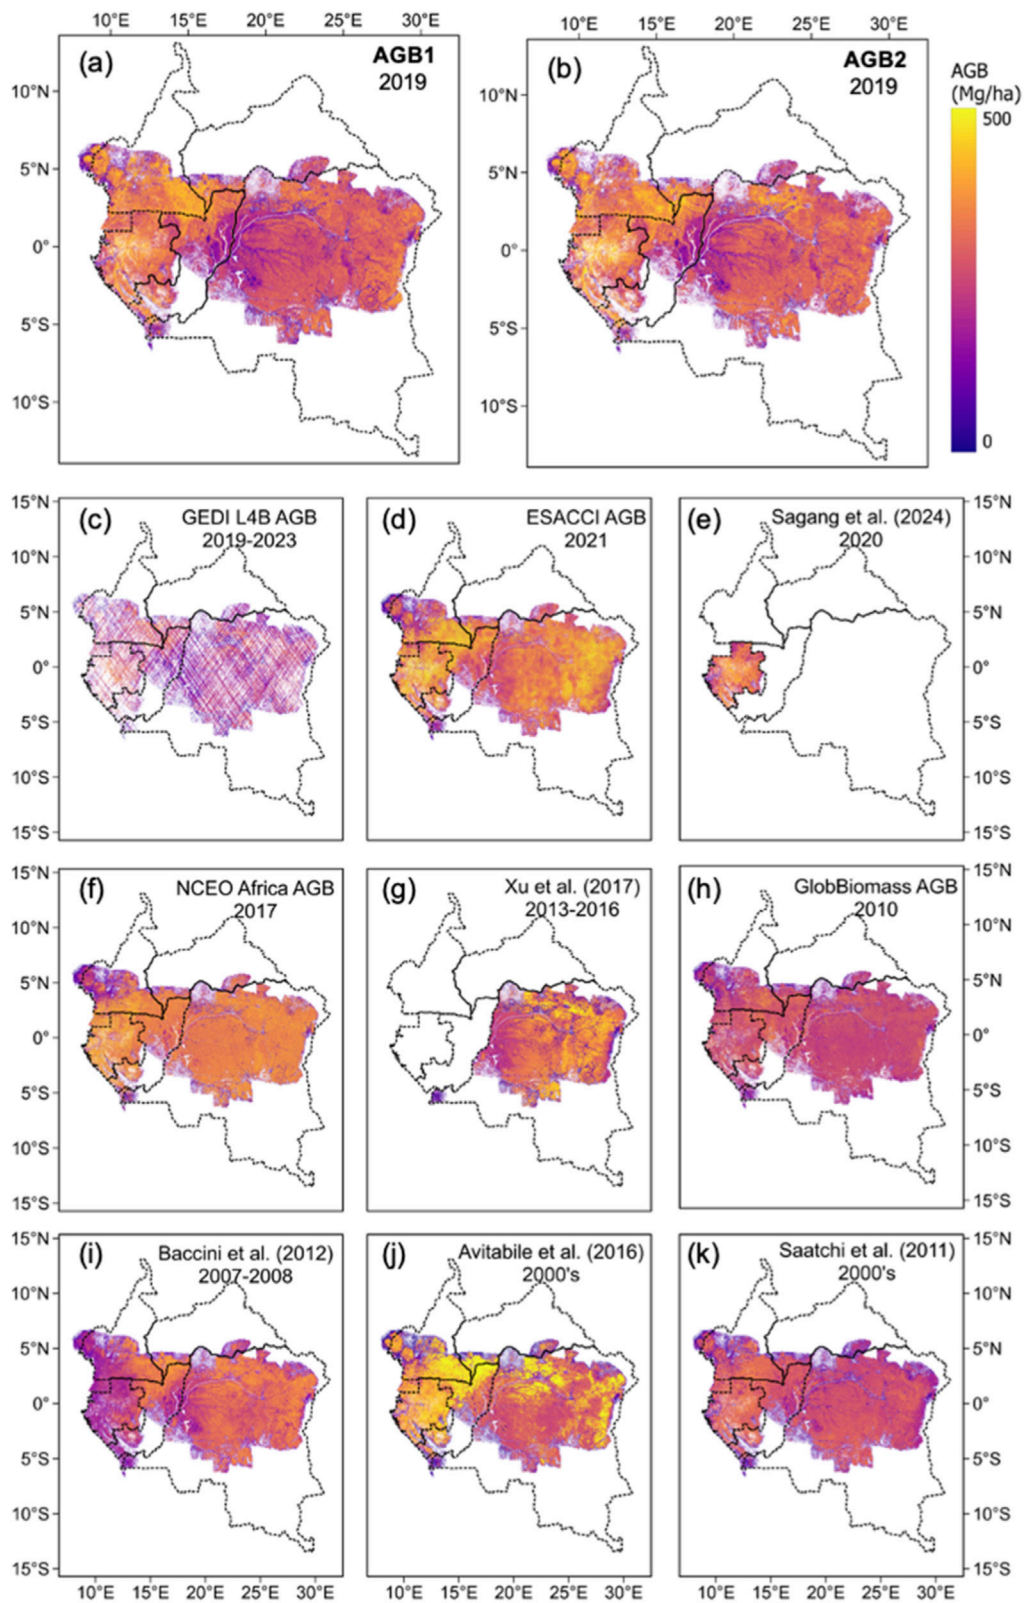 10°E 15°E 20°E 25°E 30°E
10°E 15°E 20°E 25°E 30°E
(a) AGB1
2019
10°N
5°N
0°
5°S
10°S
(b) AGB2
2019
10°N
5°N
0°
5°S
10°S
AGB
(Mg/ha)
500
0
15°N
10°N
5°N
0°
5°S
10°S
15°S
(c) GEDI L4B AGB
2019-2023
(d) ESACCI AGB
2021
(e) Sagang et al. (2024)
2020
15°N
10°N
5°N
0°
5°S
10°S
15°S
15°N
10°N
5°N
0°
5°S
10°S
15°S
(f) NCEO Africa AGB
2017
(g) Xu et al. (2017)
2013-2016
(h) GlobBiomass AGB
2010
15°N
10°N
5°N
0°
5°S
10°S
15°S
15°N
10°N
5°N
0°
5°S
10°S
15°S
(i) Baccini et al. (2012)
2007-2008
(j) Avitabile et al. (2016)
2000's
(k) Saatchi et al. (2011)
2000's
15°N
10°N
5°N
0°
5°S
10°S
15°S
10°E 15°E 20°E 25°E 30°E
10°E 15°E 20°E 25°E 30°E
10°E 15°E 20°E 25°E 30°E